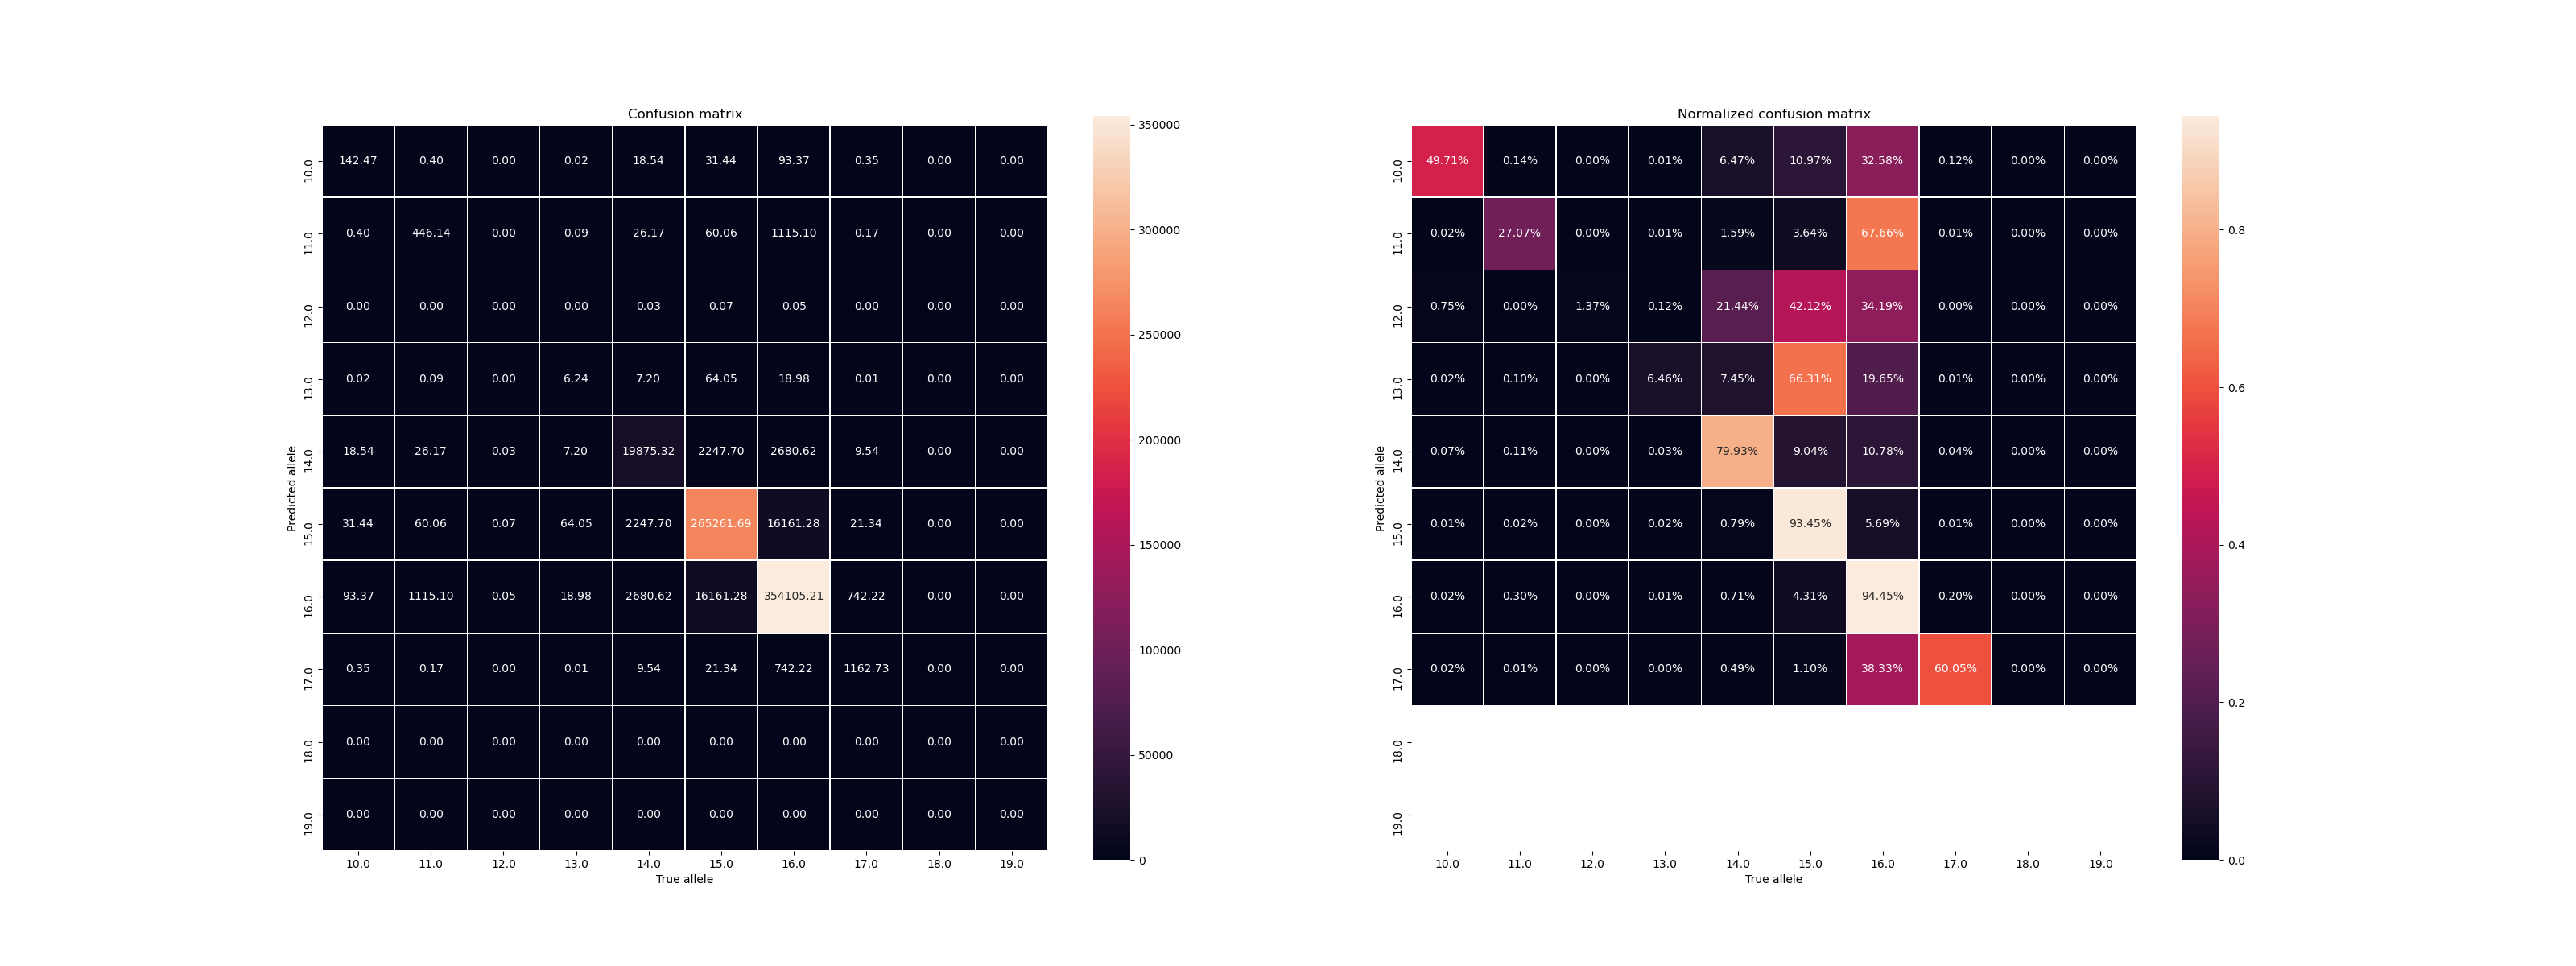 Confusion matrix
10.0 142.47 0.40 0.00 0.02 18.54 31.44 93.37 0.35 0.00 0.00
11.0 0.40 446.14 0.00 0.09 26.17 60.06 1115.10 0.17 0.00 0.00
12.0 0.00 0.00 0.00 0.00 0.03 0.07 0.05 0.00 0.00 0.00
13.0 0.02 0.09 0.00 6.24 7.20 64.05 18.98 0.01 0.00 0.00
14.0 18.54 26.17 0.03 7.20 19875.32 2247.70 2680.62 9.54 0.00 0.00
15.0 31.44 60.06 0.07 64.05 2247.70 265261.69 16161.28 21.34 0.00 0.00
16.0 93.37 1115.10 0.05 18.98 2680.62 16161.28 354105.21 742.22 0.00 0.00
17.0 0.35 0.17 0.00 0.01 9.54 21.34 742.22 1162.73 0.00 0.00
18.0 0.00 0.00 0.00 0.00 0.00 0.00 0.00 0.00 0.00 0.00
19.0 0.00 0.00 0.00 0.00 0.00 0.00 0.00 0.00 0.00 0.00
10.0 11.0 12.0 13.0 14.0 15.0 16.0 17.0 18.0 19.0
True allele
Predicted allele
350000
300000
250000
200000
150000
100000
50000
0
Normalized confusion matrix
10.0 49.71% 0.14% 0.00% 0.01% 6.47% 10.97% 32.58% 0.12% 0.00% 0.00%
11.0 0.02% 27.07% 0.00% 0.01% 1.59% 3.64% 67.66% 0.01% 0.00% 0.00%
12.0 0.75% 0.00% 1.37% 0.12% 21.44% 42.12% 34.19% 0.00% 0.00% 0.00%
13.0 0.02% 0.10% 0.00% 6.46% 7.45% 66.31% 19.65% 0.01% 0.00% 0.00%
14.0 0.07% 0.11% 0.00% 0.03% 79.93% 9.04% 10.78% 0.04% 0.00% 0.00%
15.0 0.01% 0.02% 0.00% 0.02% 0.79% 93.45% 5.69% 0.01% 0.00% 0.00%
16.0 0.02% 0.30% 0.00% 0.01% 0.71% 4.31% 94.45% 0.20% 0.00% 0.00%
17.0 0.02% 0.01% 0.00% 0.00% 0.49% 1.10% 38.33% 60.05% 0.00% 0.00%
18.0
19.0
10.0 11.0 12.0 13.0 14.0 15.0 16.0 17.0 18.0 19.0
True allele
Predicted allele
0.8
0.6
0.4
0.2
0.0